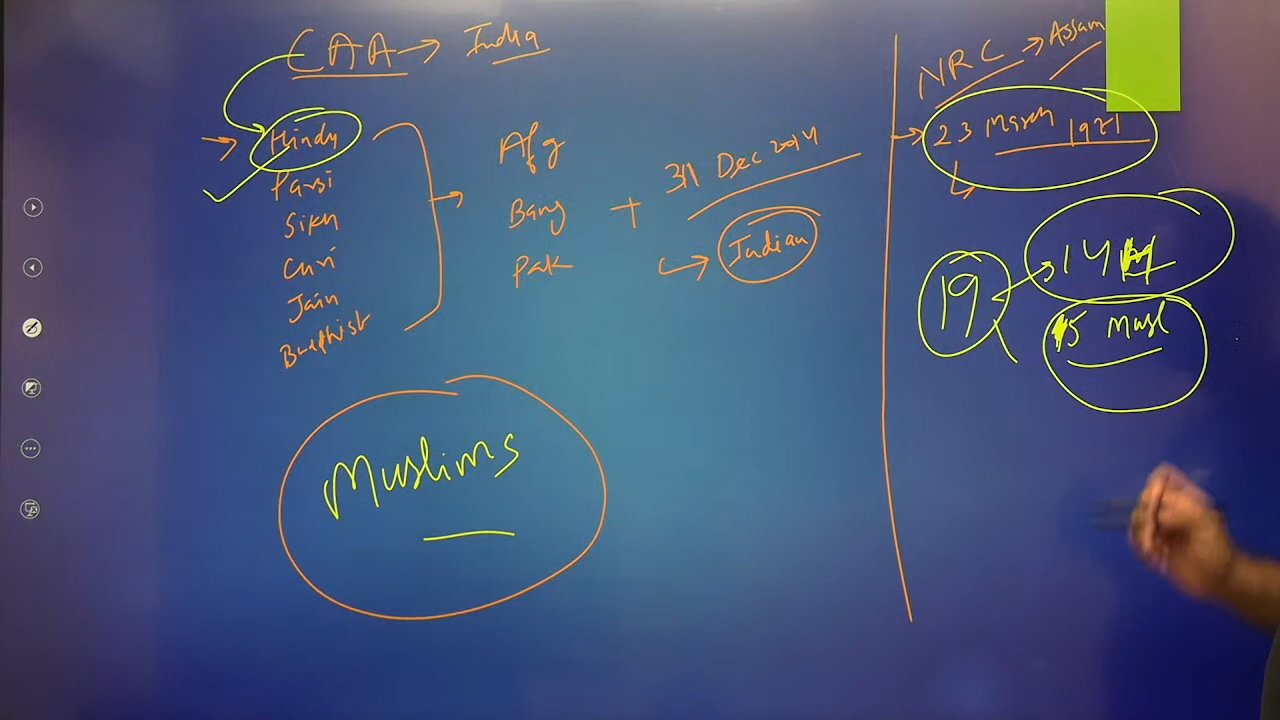 CAA → India
Hindu
Parsi
Sikh
Chri
Jain
Buddhist
Afg
Bang
Pak
+
31 Dec 2014
Indian
Muslims
NRC → Assam
23 March 1971
19
14
5 Musl